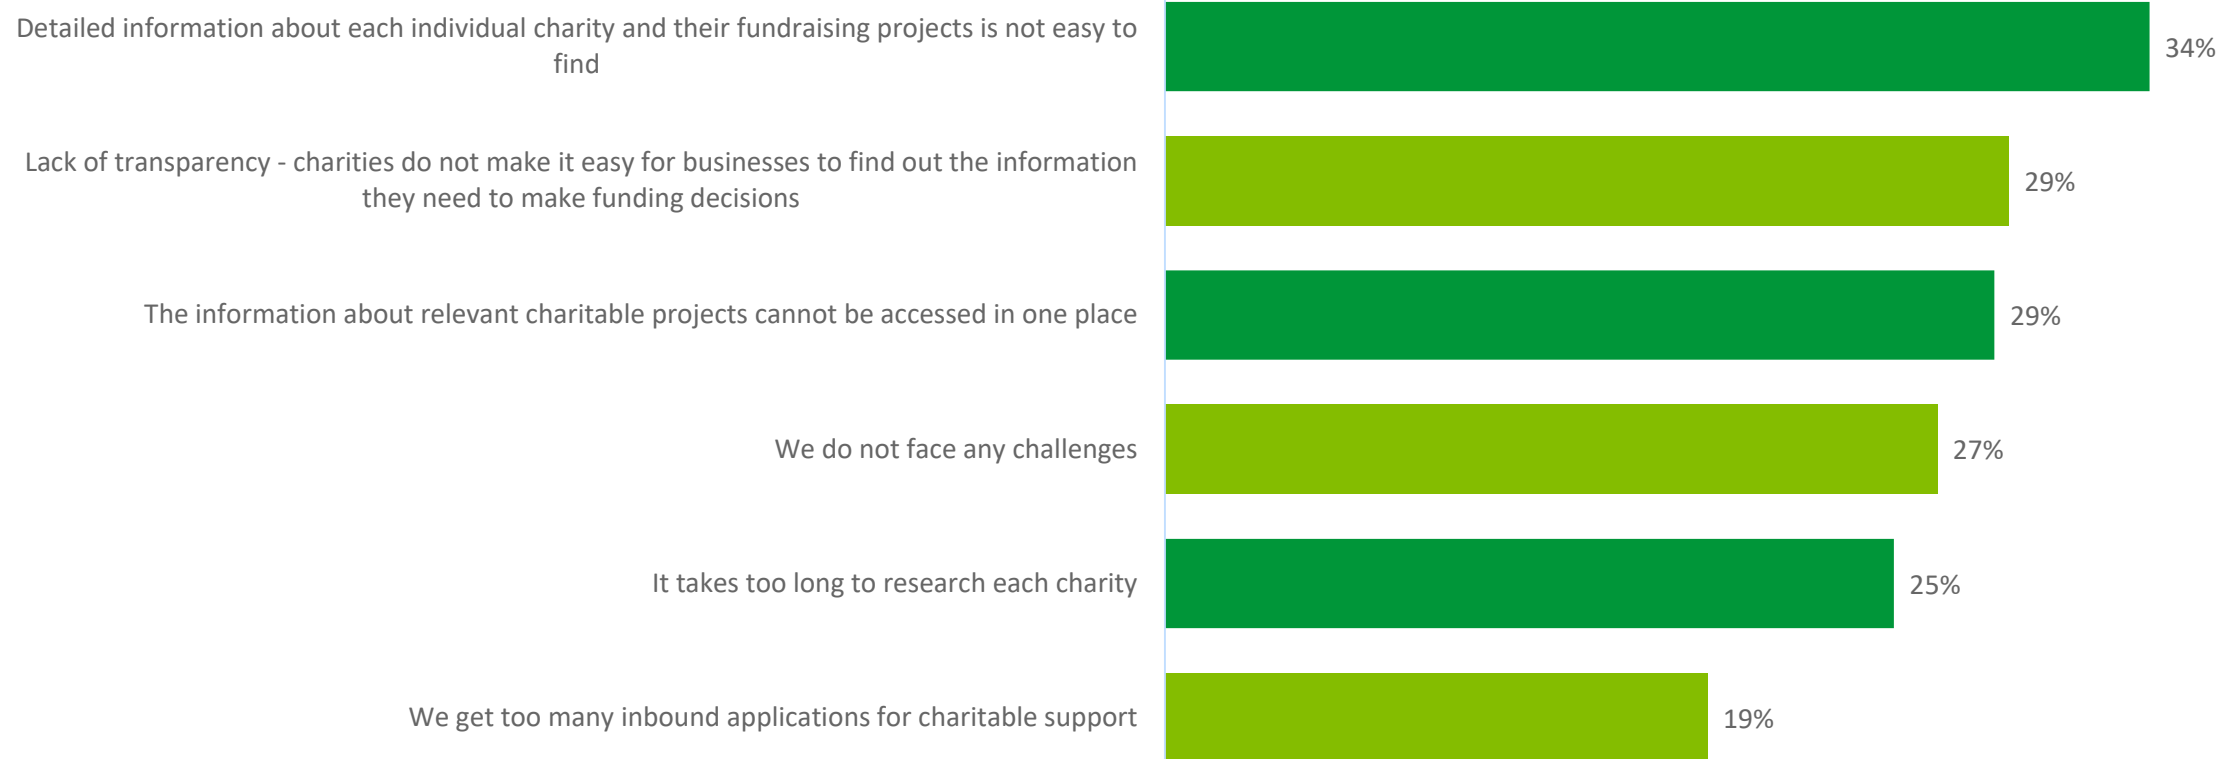 Detailed information about each individual charity and their fundraising projects is not easy to
find
34%
Lack of transparency - charities do not make it easy for businesses to find out the information
they need to make funding decisions
29%
The information about relevant charitable projects cannot be accessed in one place
29%
We do not face any challenges
27%
It takes too long to research each charity
25%
We get too many inbound applications for charitable support
19%